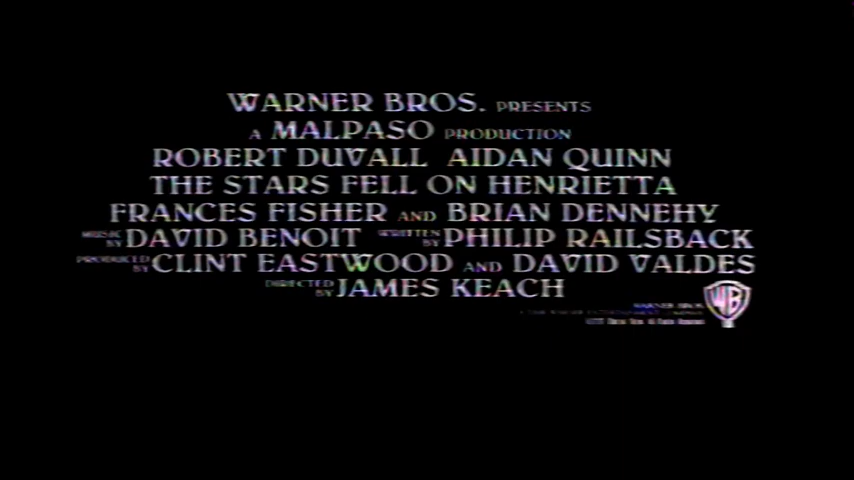 WARNER BROS. PRESENTS
A MALPASO PRODUCTION
ROBERT DUVALL AIDAN QUINN
THE STARS FELL ON HENRIETTA
FRANCES FISHER AND BRIAN DENNEHY
MUSIC BY DAVID BENOIT WRITTEN BY PHILIP RAILSBACK
PRODUCED BY CLINT EASTWOOD AND DAVID VALDES
DIRECTED BY JAMES KEACH
WARNER BROS.
WB